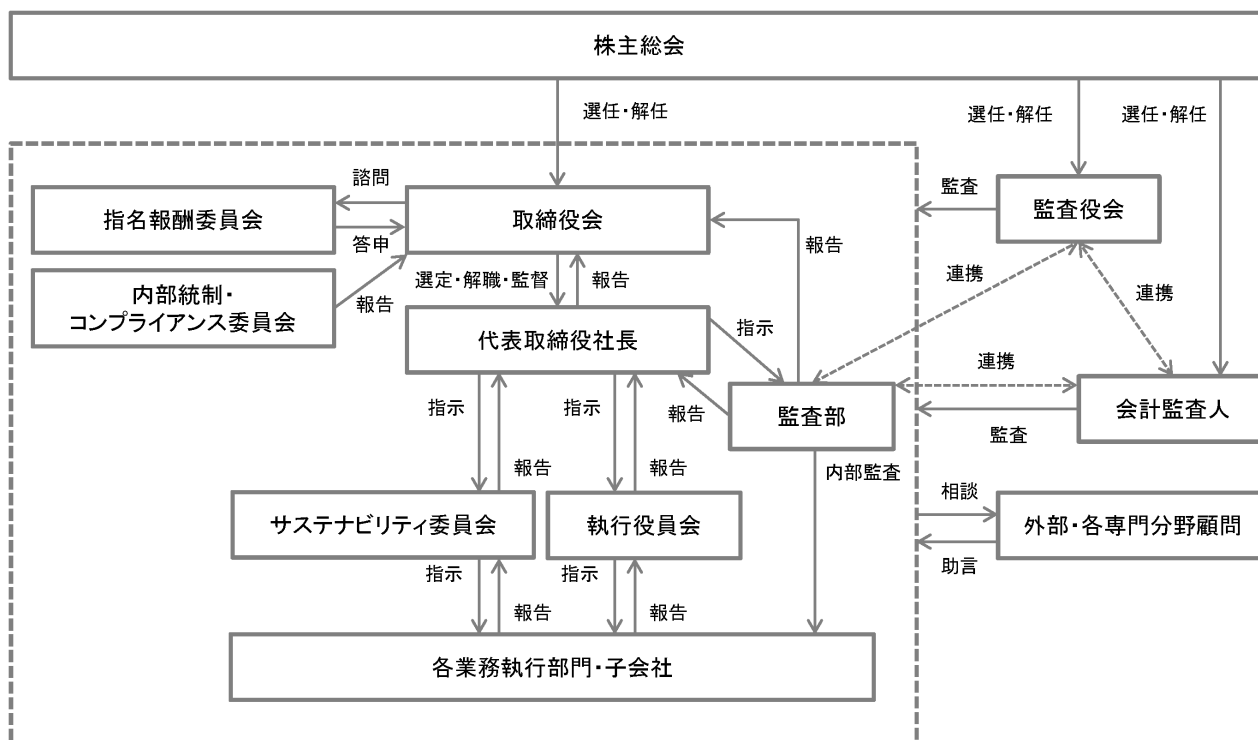 株主総会
選任・解任
選任・解任
選任・解任
諮問
指名報酬委員会
取締役会
監査
監査役会
答申
報告
内部統制・
コンプライアンス委員会
報告
選定・解職・監督
報告
連携
連携
代表取締役社長
指示
連携
指示
指示
報告
監査部
会計監査人
監査
報告
報告
内部監査
相談
サステナビリティ委員会
執行役員会
外部・各専門分野顧問
助言
指示
指示
報告
報告
各業務執行部門・子会社